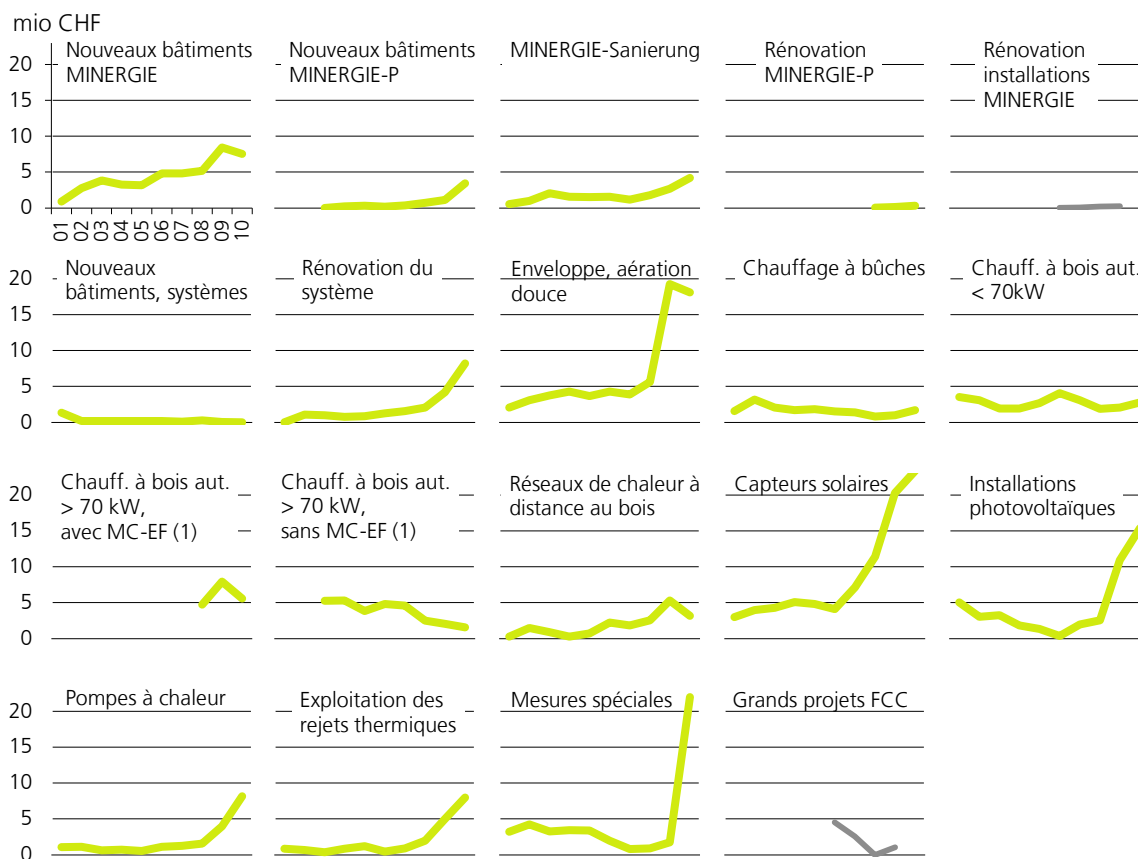 mio CHF
Nouveaux bâtiments
MINERGIE
Nouveaux bâtiments
MINERGIE-P
MINERGIE-Sanierung
Rénovation
MINERGIE-P
Rénovation
installations
MINERGIE
20
15
10
5
0
01 02 03 04 05 06 07 08 09 10
Nouveaux
bâtiments, systèmes
Rénovation du
système
Enveloppe, aération
douce
Chauffage à bûches
Chauff. à bois aut.
< 70kW
20
15
10
5
0
Chauff. à bois aut.
> 70 kW,
avec MC-EF (1)
Chauff. à bois aut.
> 70 kW,
sans MC-EF (1)
Réseaux de chaleur à
distance au bois
Capteurs solaires
Installations
photovoltaïques
20
15
10
5
0
Pompes à chaleur
Exploitation des
rejets thermiques
Mesures spéciales
Grands projets FCC
20
15
10
5
0